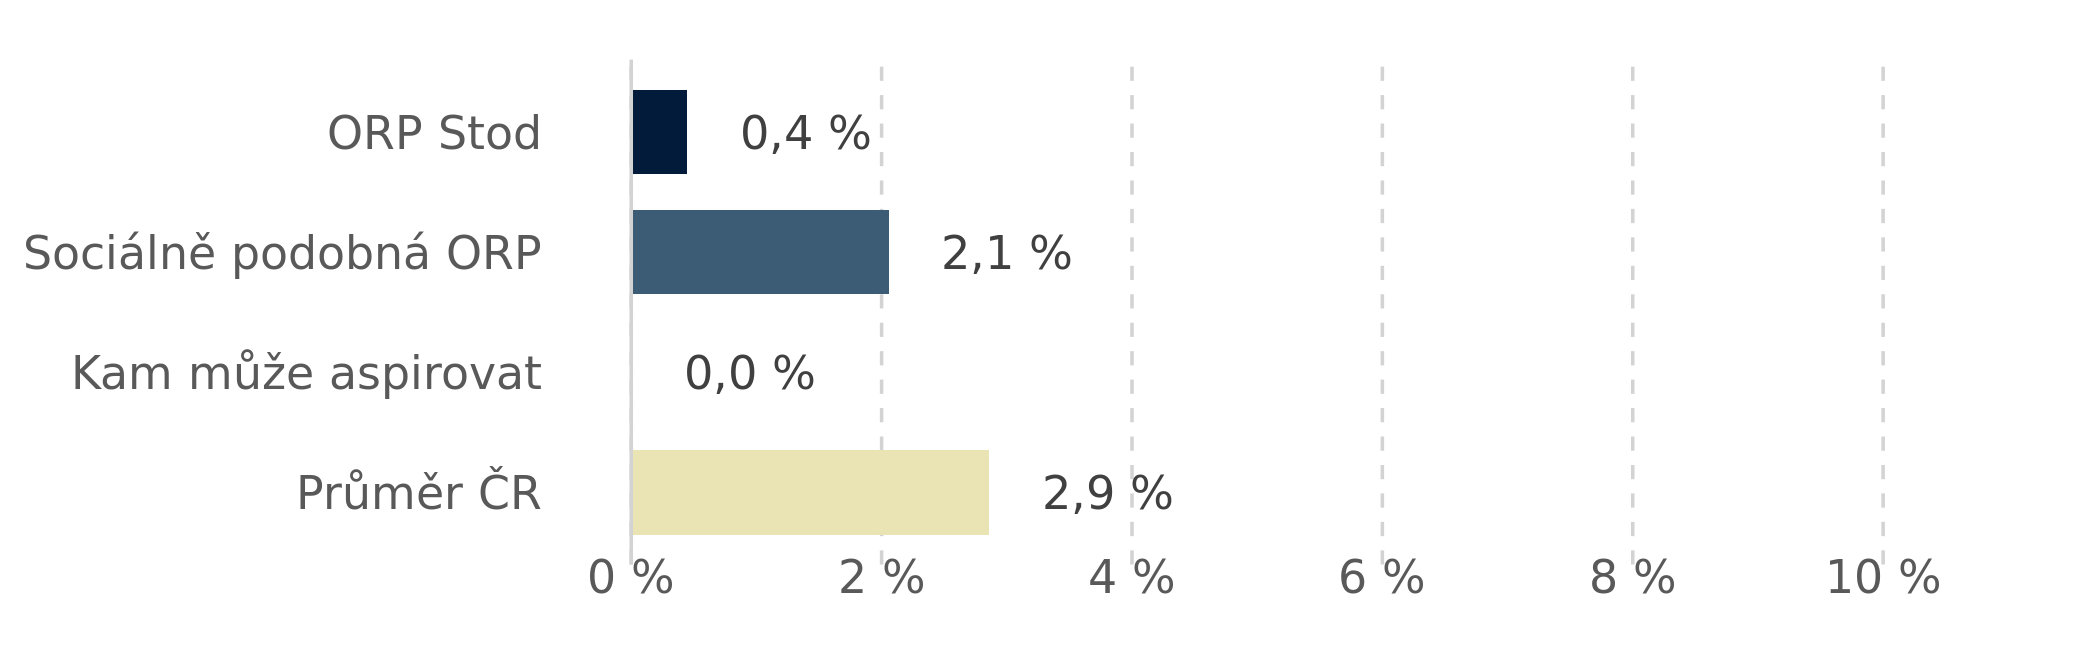 ORP Stod 0,4 %
Sociálně podobná ORP 2,1 %
Kam může aspirovat 0,0 %
Průměr ČR 2,9 %
0 % 2 % 4 % 6 % 8 % 10 %